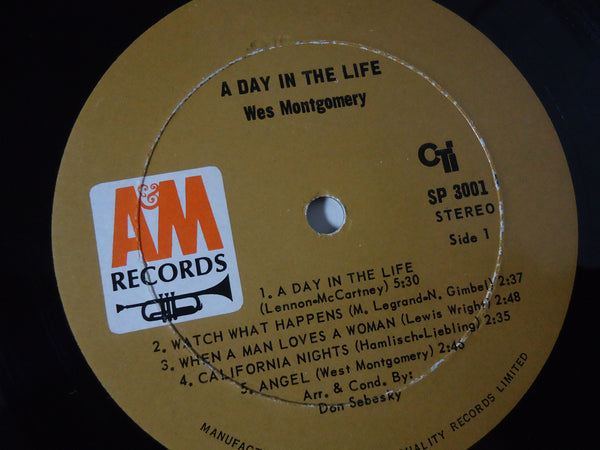 A DAY IN THE LIFE
Wes Montgomery
CTi
SP 3001
STEREO
Side 1
A&M
RECORDS
1. A DAY IN THE LIFE
(Lennon-McCartney) 5:30
2. WATCH WHAT HAPPENS (M. Legrand-N. Gimbel) 2:37
3. WHEN A MAN LOVES A WOMAN (Lewis Wright) 2:48
4. CALIFORNIA NIGHTS (Hamlisch-Liebling) 2:35
5. ANGEL (West Montgomery)
Arr. & Cond. By:
Don Sebesky
QUALITY RECORDS LIMITED